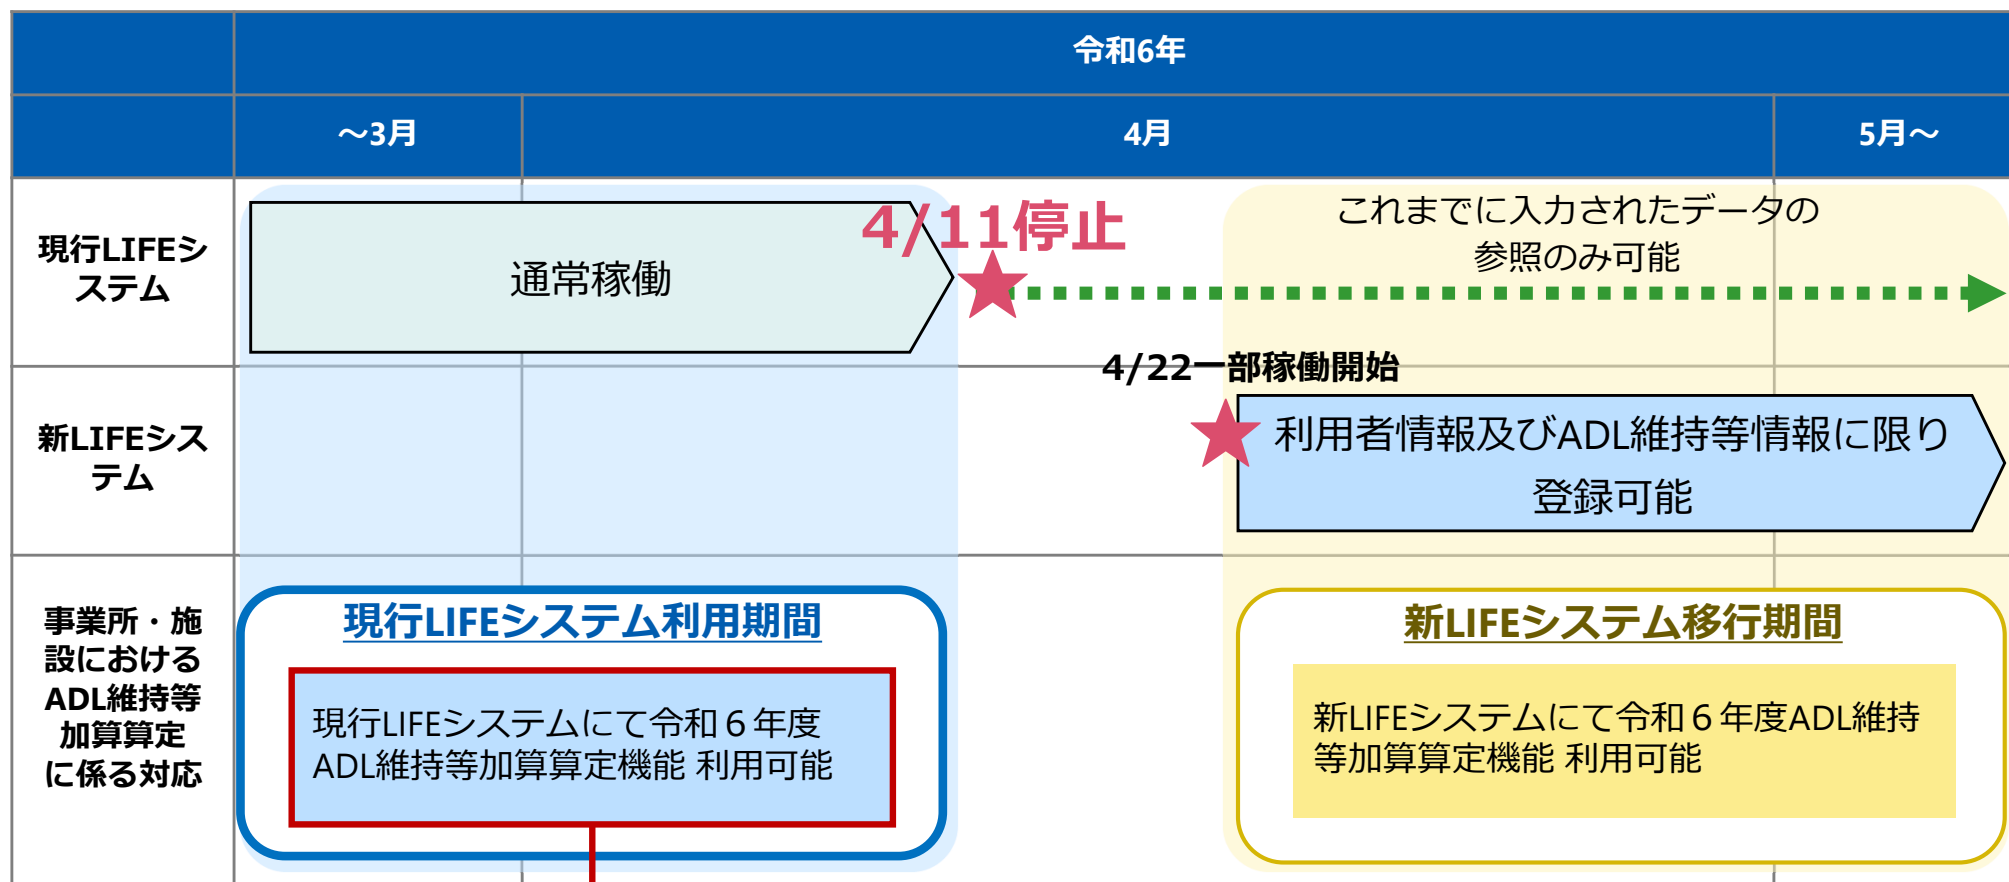 令和6年
～3月
4月
5月～
現行LIFEシ
ステム
通常稼働
4/11停止
これまでに入力されたデータの
参照のみ可能
新LIFEシス
テム
4/22一部稼働開始
利用者情報及びADL維持等情報に限り
登録可能
事業所・施
設における
ADL維持等
加算算定
に係る対応
現行LIFEシステム利用期間
現行LIFEシステムにて令和６年度
ADL維持等加算算定機能 利用可能
新LIFEシステム移行期間
新LIFEシステムにて令和６年度ADL維持
等加算算定機能 利用可能